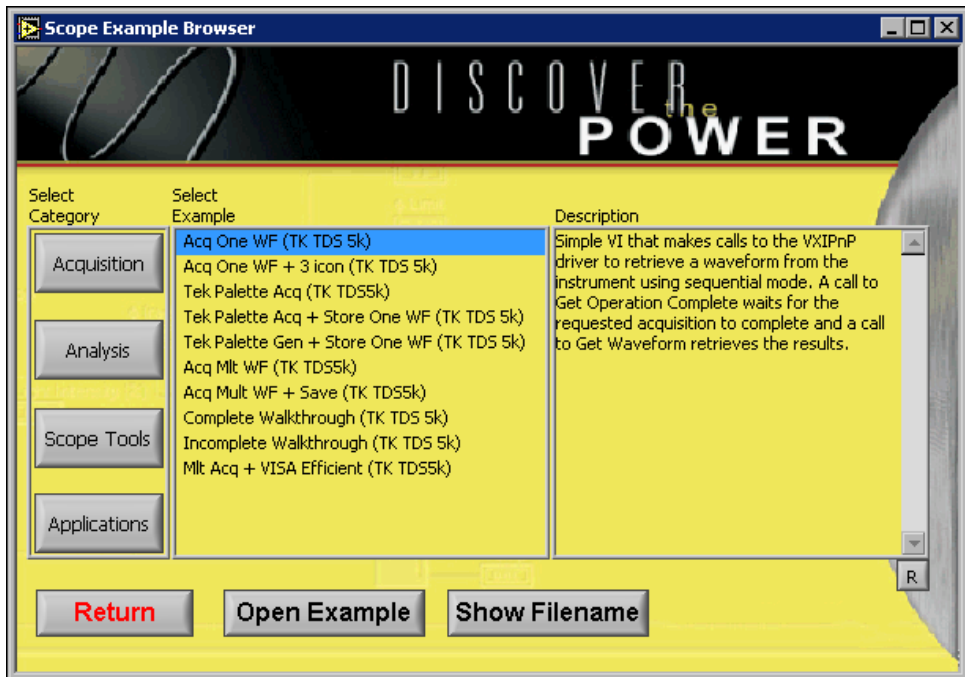 Scope Example Browser
DISCOVER
the
POWER
Select
Category
Select
Example
Description
Acquisition
Analysis
Scope Tools
Applications
Acq One WF (TK TDS 5k)
Acq One WF + 3 icon (TK TDS 5k)
Tek Palette Acq (TK TDS5k)
Tek Palette Acq + Store One WF (TK TDS 5k)
Tek Palette Gen + Store One WF (TK TDS 5k)
Acq Mlt WF (TK TDS5k)
Acq Mult WF + Save (TK TDS5k)
Complete Walkthrough (TK TDS 5k)
Incomplete Walkthrough (TK TDS 5k)
Mlt Acq + VISA Efficient (TK TDS5k)
Simple VI that makes calls to the VXIPnP
driver to retrieve a waveform from the
instrument using sequential mode. A call to
Get Operation Complete waits for the
requested acquisition to complete and a call
to Get Waveform retrieves the results.
R
Return
Open Example
Show Filename